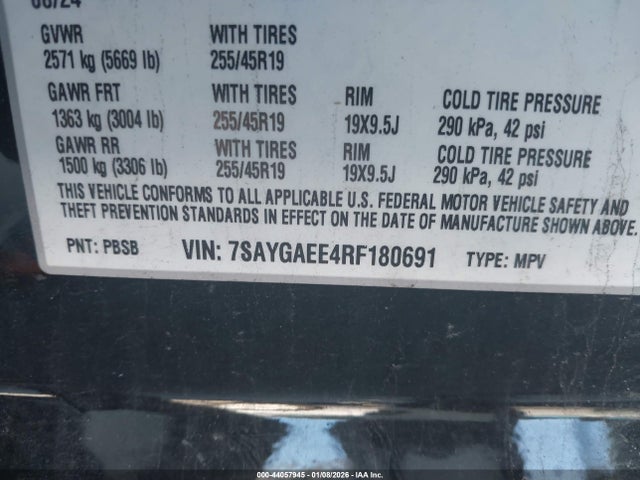 06/24
GVWR WITH TIRES
2571 kg (5669 lb) 255/45R19
GAWR FRT WITH TIRES RIM COLD TIRE PRESSURE
1363 kg (3004 lb) 255/45R19 19X9.5J 290 kPa, 42 psi
GAWR RR WITH TIRES RIM COLD TIRE PRESSURE
1500 kg (3306 lb) 255/45R19 19X9.5J 290 kPa, 42 psi
THIS VEHICLE CONFORMS TO ALL APPLICABLE U.S. FEDERAL MOTOR VEHICLE SAFETY AND
THEFT PREVENTION STANDARDS IN EFFECT ON THE DATE OF MANUFACTURE SHOWN ABOVE.
PNT: PBSB VIN: 7SAYGAEE4RF180691 TYPE: MPV
000-44057945 - 01/08/2026 - IAA Inc.